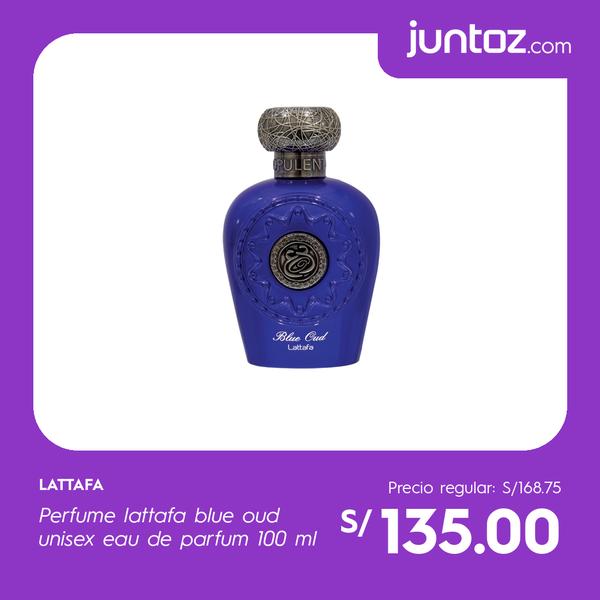 juntoz.com
OPULENT
Blue Oud
Lattafa
LATTAFA
Perfume lattafa blue oud
unisex eau de parfum 100 ml
Precio regular: S/168.75
S/135.00